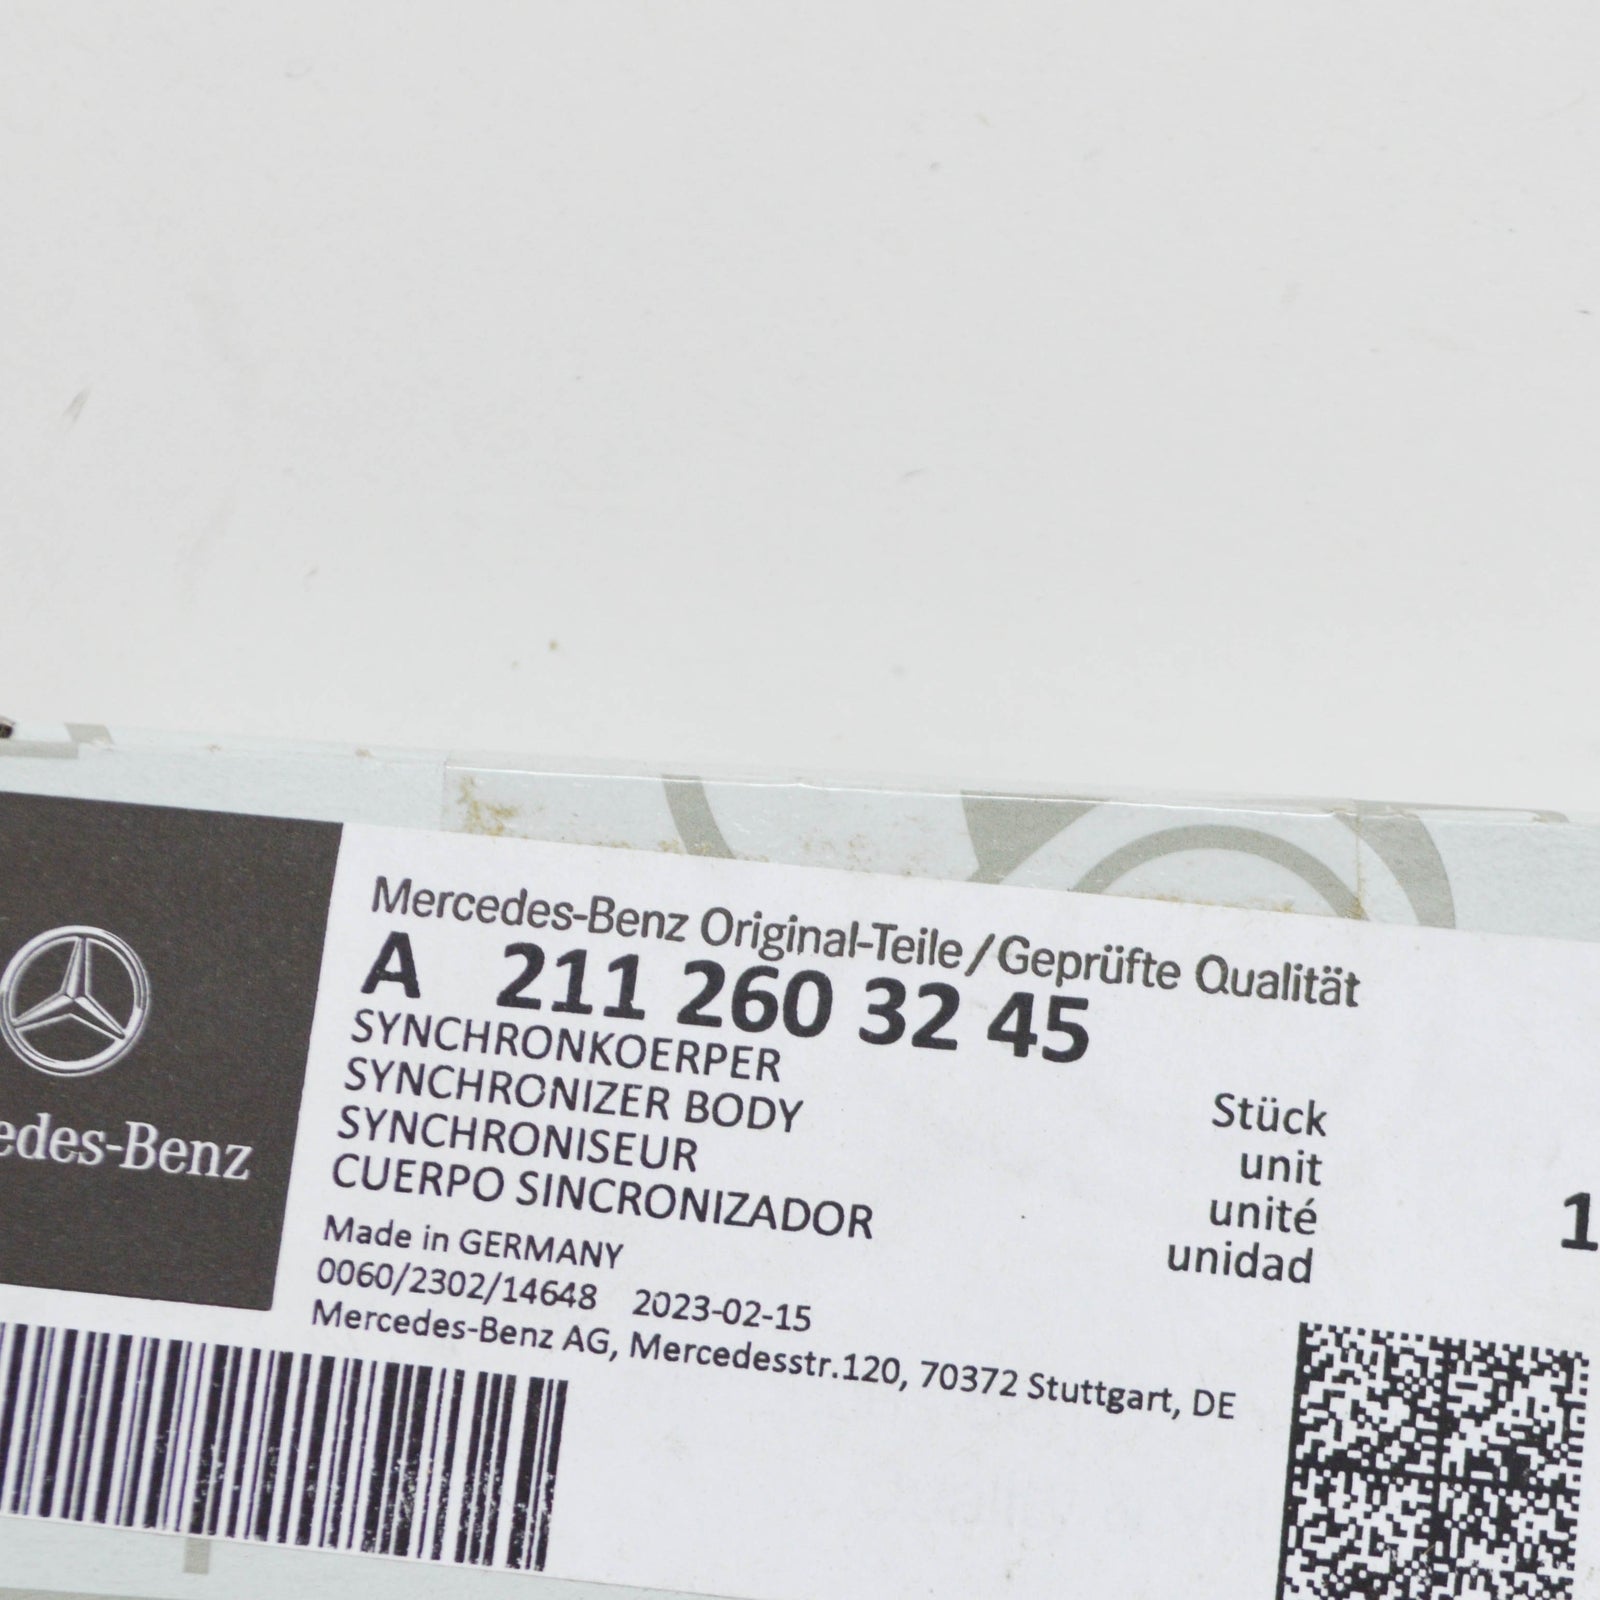 Mercedes-Benz Original-Teile/Geprüfte Qualität
A 211 260 32 45
SYNCHRONKOERPER
SYNCHRONIZER BODY
SYNCHRONISEUR
CUERPO SINCRONIZADOR
Stück
unit
unité
unidad
1
Made in GERMANY
0060/2302/14648 2023-02-15
Mercedes-Benz AG, Mercedesstr.120, 70372 Stuttgart, DE
edes-Benz